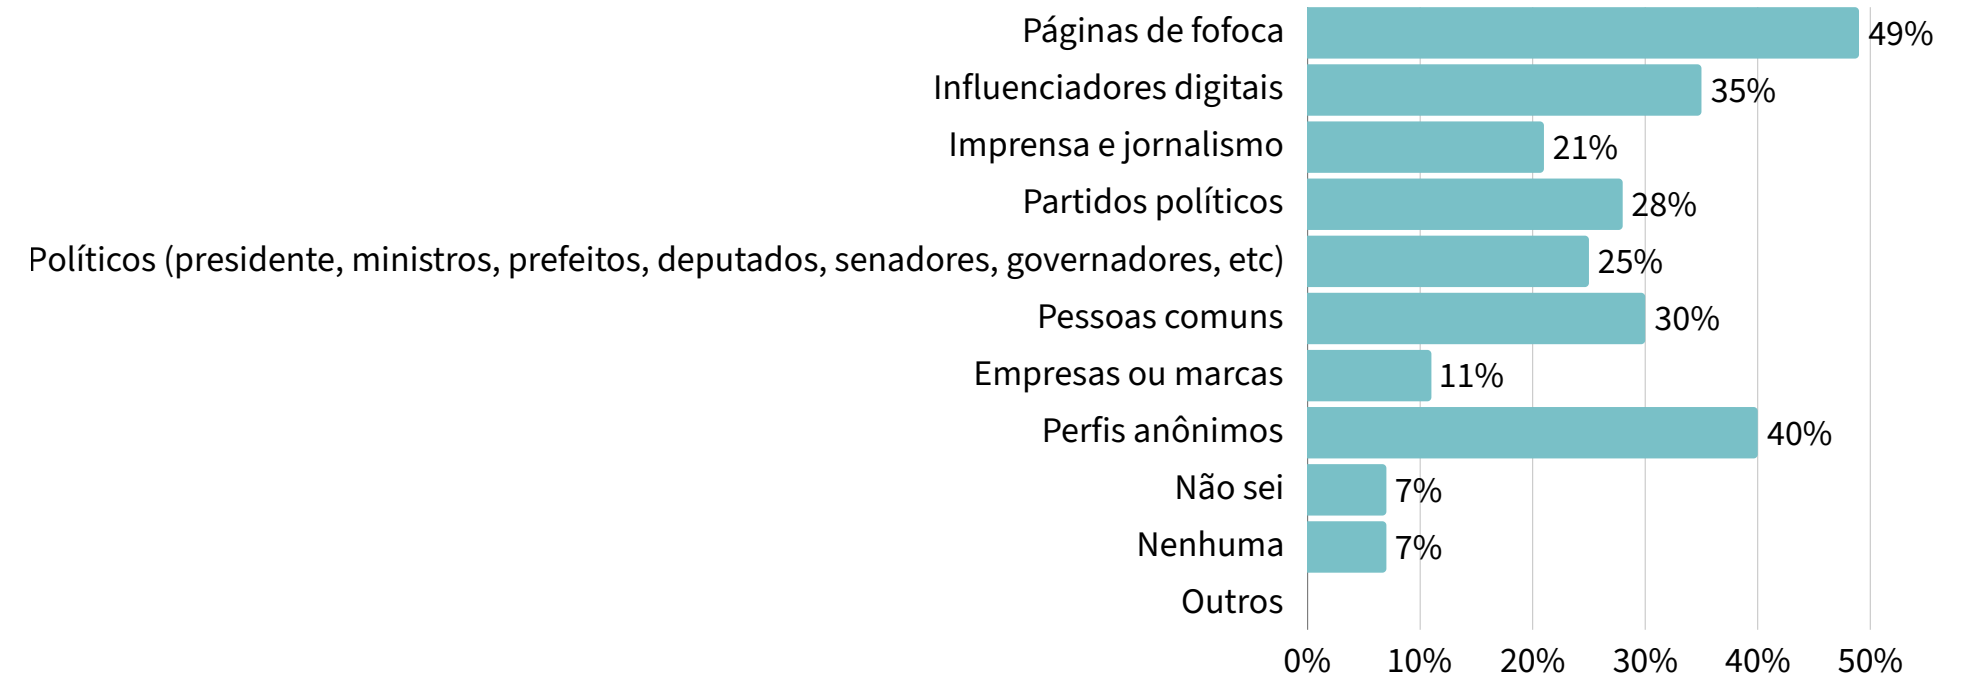 Páginas de fofoca 49%
Influenciadores digitais 35%
Imprensa e jornalismo 21%
Partidos políticos 28%
Políticos (presidente, ministros, prefeitos, deputados, senadores, governadores, etc) 25%
Pessoas comuns 30%
Empresas ou marcas 11%
Perfis anônimos 40%
Não sei 7%
Nenhuma 7%
Outros
0% 10% 20% 30% 40% 50%